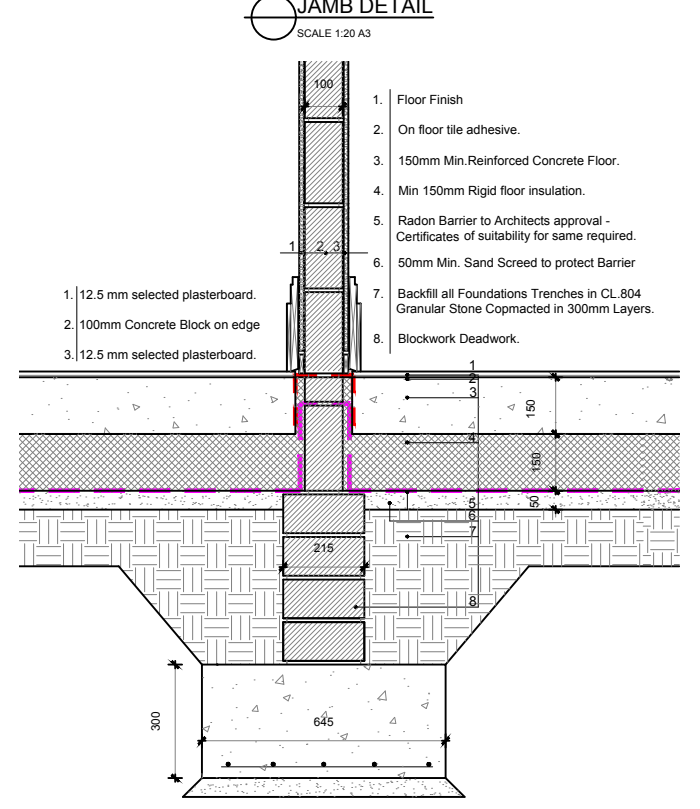 JAMB DETAIL
SCALE 1:20 A3
100
1. Floor Finish
2. On floor tile adhesive.
3. 150mm Min.Reinforced Concrete Floor.
4. Min 150mm Rigid floor insulation.
5. Radon Barrier to Architects approval -
Certificates of suitability for same required.
6. 50mm Min. Sand Screed to protect Barrier
7. Backfill all Foundations Trenches in CL.804
Granular Stone Copmacted in 300mm Layers.
8. Blockwork Deadwork.
1 2 3
1. 12.5 mm selected plasterboard.
2. 100mm Concrete Block on edge
3. 12.5 mm selected plasterboard.
1
2
3
150
4
150
5
50
6
7
215
8
300
645